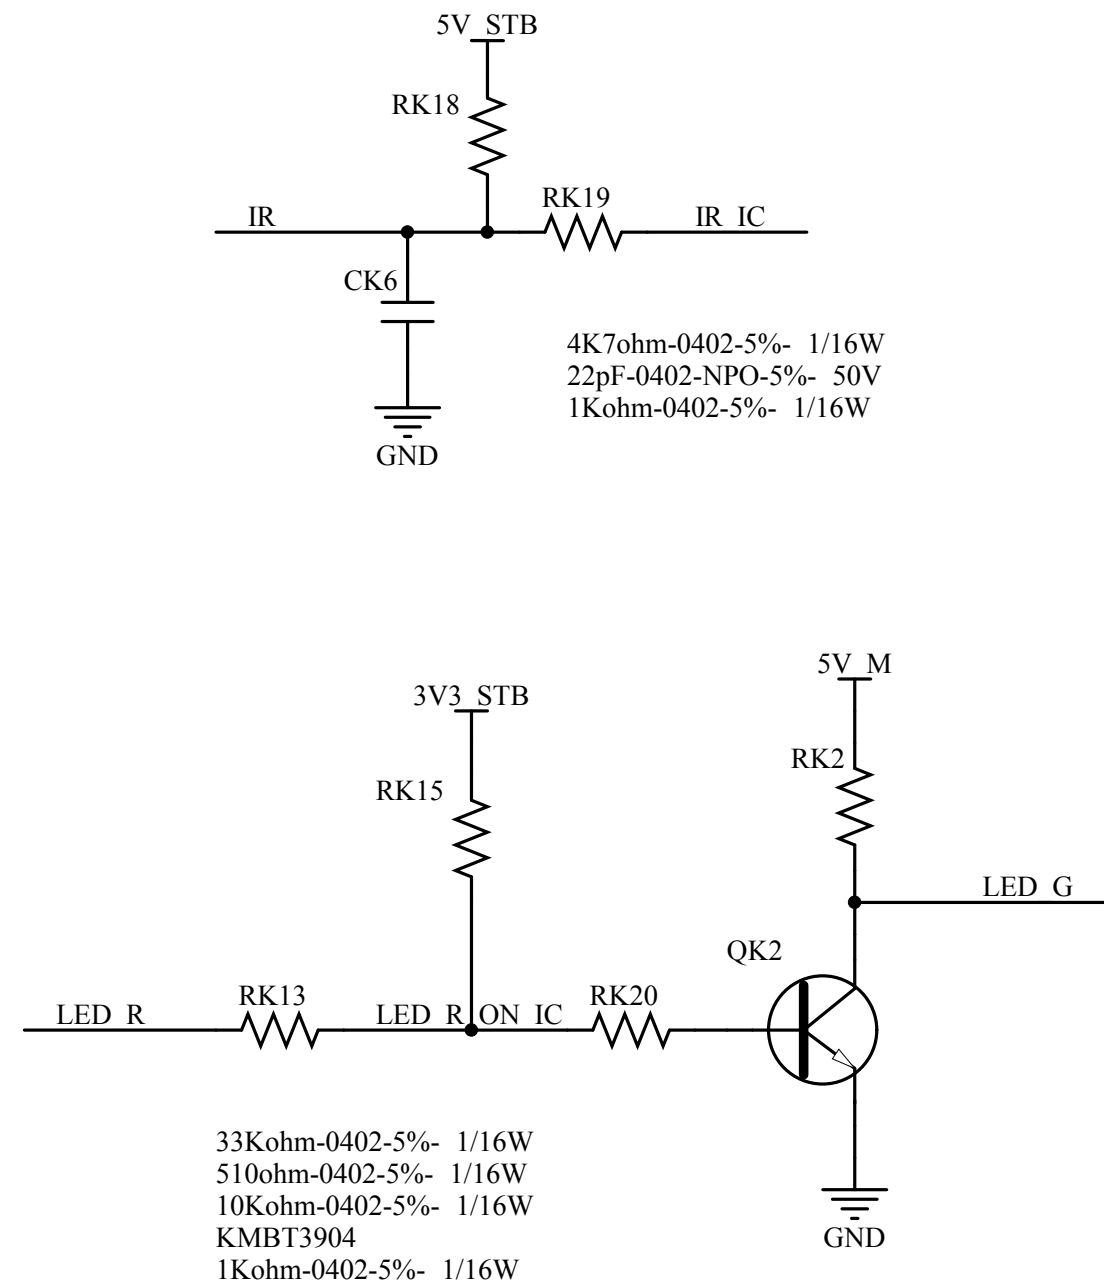 5V_STB
RK18
RK19
IR
IR_IC
CK6
4K7ohm-0402-5%- 1/16W
22pF-0402-NPO-5%- 50V
1Kohm-0402-5%- 1/16W
GND
5V_M
3V3_STB
RK2
RK15
LED_G
QK2
RK13
RK20
LED_R
LED_R_ON_IC
33Kohm-0402-5%- 1/16W
510ohm-0402-5%- 1/16W
10Kohm-0402-5%- 1/16W
KMBT3904
GND
1Kohm-0402-5%- 1/16W